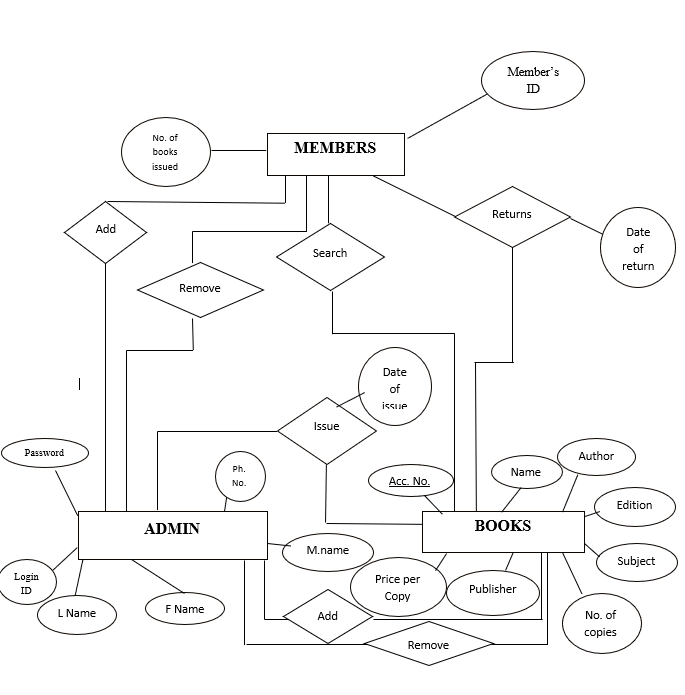 Member's
ID
No. of
books
issued
MEMBERS
Add
Returns
Search
Date
of
return
Remove
Date
of
issue
Issue
Password
Ph.
No.
Acc. No.
Name
Author
Edition
ADMIN
BOOKS
M.name
Subject
Login
ID
L Name
F Name
Price per
Copy
Publisher
Add
No. of
copies
Remove